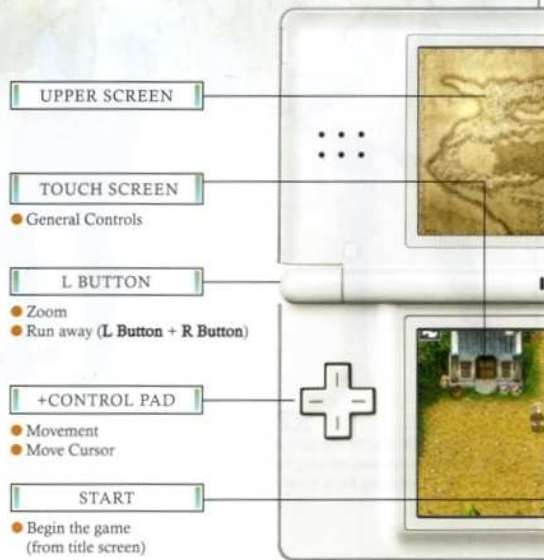 UPPER SCREEN
TOUCH SCREEN
General Controls
L BUTTON
Zoom
Run away (L Button + R Button)
+CONTROL PAD
Movement
Move Cursor
START
Begin the game
(from title screen)